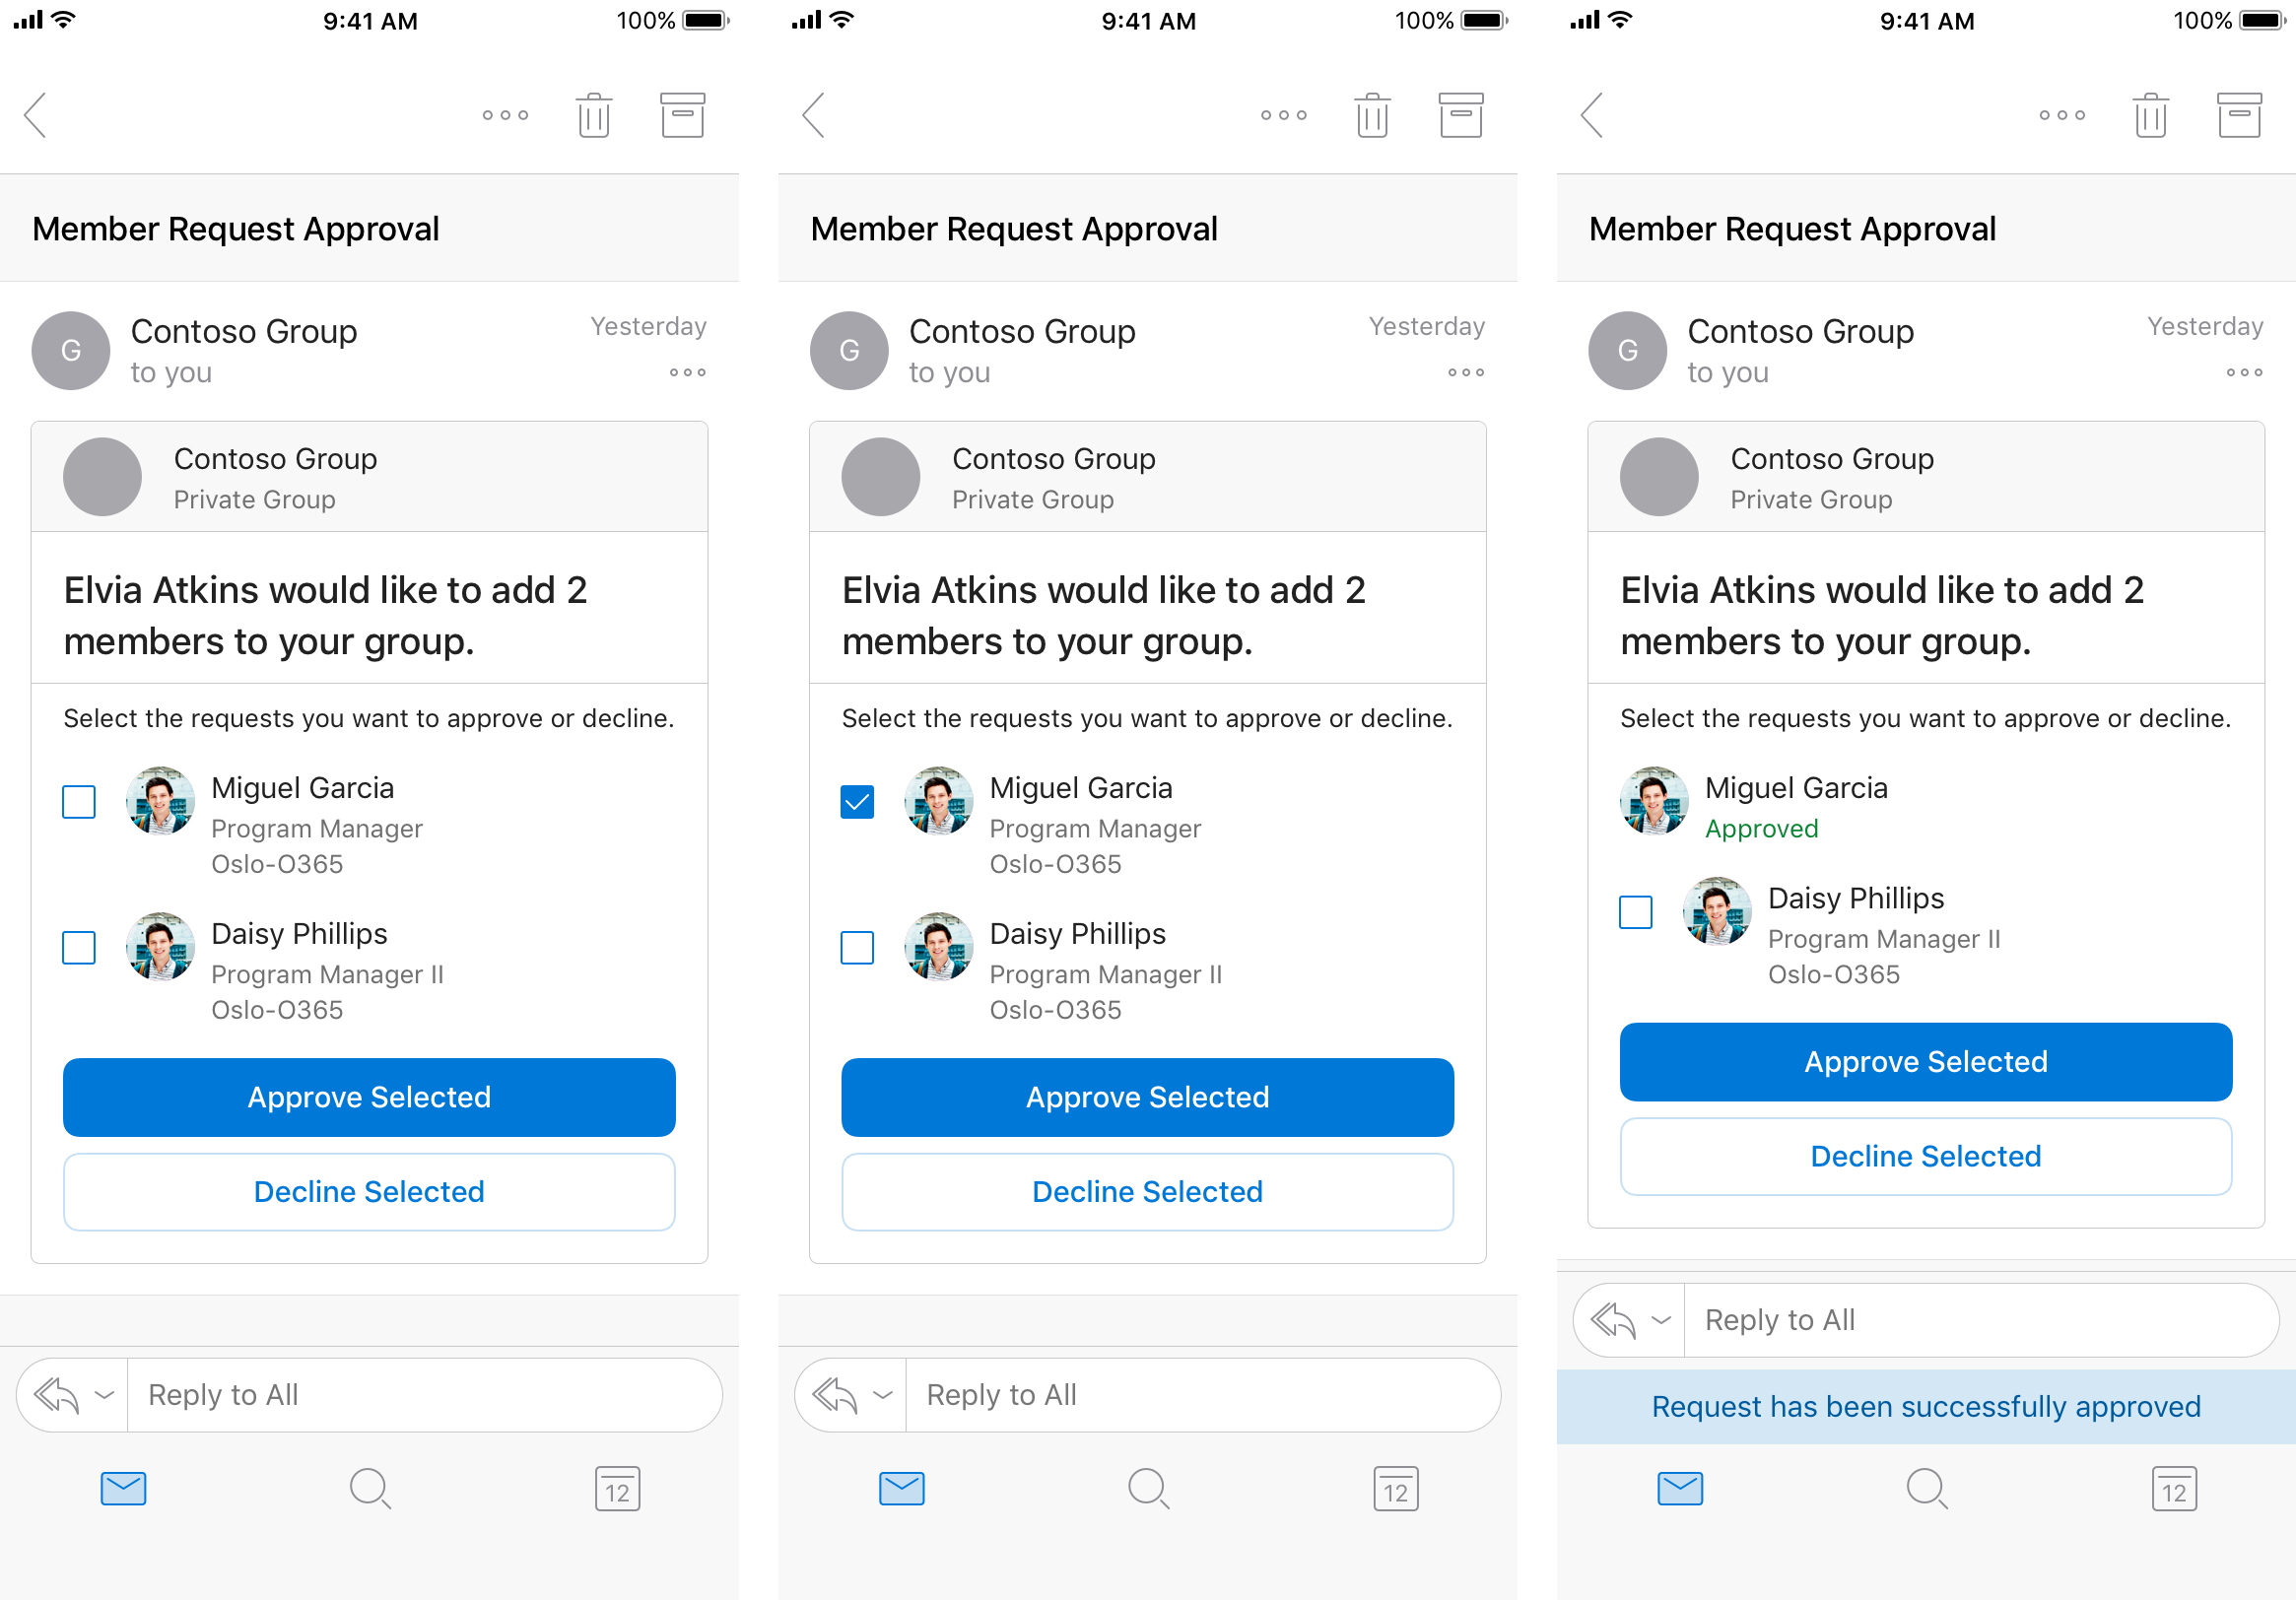 9:41 AM 100%
Member Request Approval
G
Contoso Group
Yesterday
to you
Contoso Group
Private Group
Elvia Atkins would like to add 2
members to your group.
Select the requests you want to approve or decline.
Miguel Garcia
Program Manager
Oslo-O365
Daisy Phillips
Program Manager II
Oslo-O365
Approve Selected
Decline Selected
Reply to All
12
9:41 AM 100%
Member Request Approval
G
Contoso Group
Yesterday
to you
Contoso Group
Private Group
Elvia Atkins would like to add 2
members to your group.
Select the requests you want to approve or decline.
Miguel Garcia
Program Manager
Oslo-O365
Daisy Phillips
Program Manager II
Oslo-O365
Approve Selected
Decline Selected
Reply to All
12
9:41 AM 100%
Member Request Approval
G
Contoso Group
Yesterday
to you
Contoso Group
Private Group
Elvia Atkins would like to add 2
members to your group.
Select the requests you want to approve or decline.
Miguel Garcia
Approved
Daisy Phillips
Program Manager II
Oslo-O365
Approve Selected
Decline Selected
Reply to All
Request has been successfully approved
12